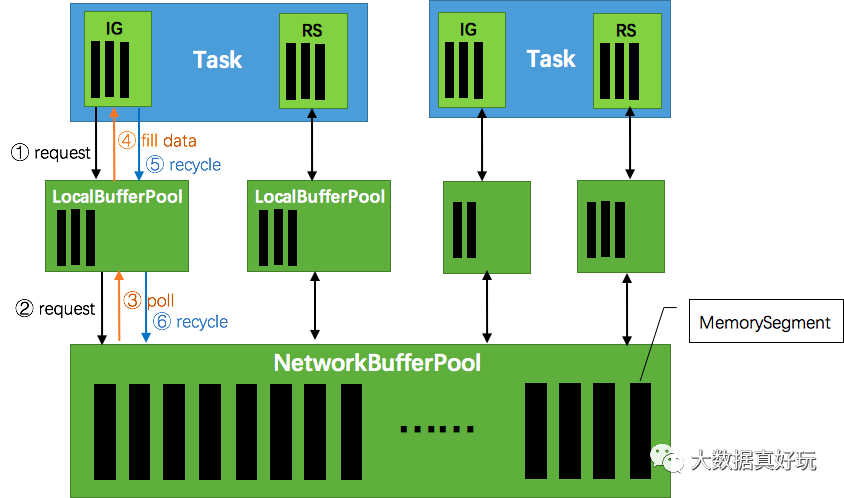 IG
RS
Task
IG
RS
Task
① request
④ fill data
⑤ recycle
LocalBufferPool
LocalBufferPool
② request
③ poll
⑥ recycle
MemorySegment
NetworkBufferPool
······
大数据真好玩